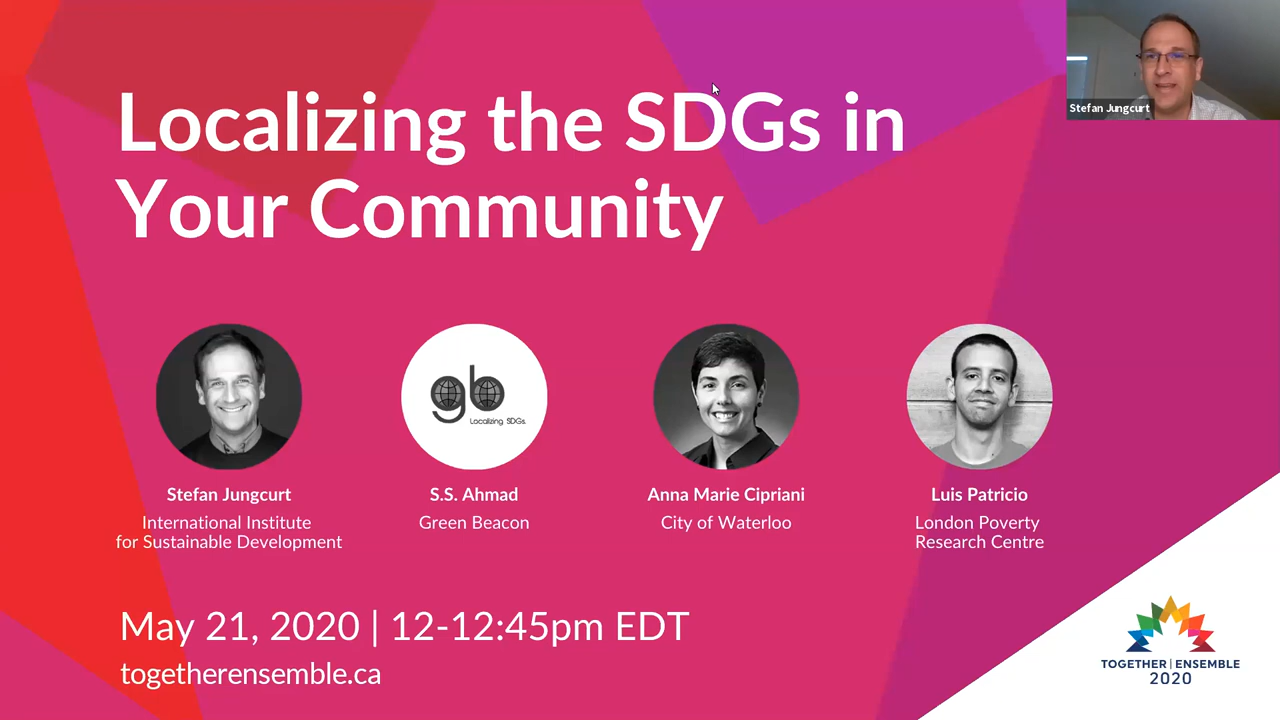 Localizing the SDGs in
Your Community
Stefan Jungcurt
gb
Localizing SDGs.
Stefan Jungcurt
International Institute
for Sustainable Development
S.S. Ahmad
Green Beacon
Anna Marie Cipriani
City of Waterloo
Luis Patricio
London Poverty
Research Centre
May 21, 2020 | 12-12:45pm EDT
togetherensemble.ca
TOGETHER | ENSEMBLE
2020